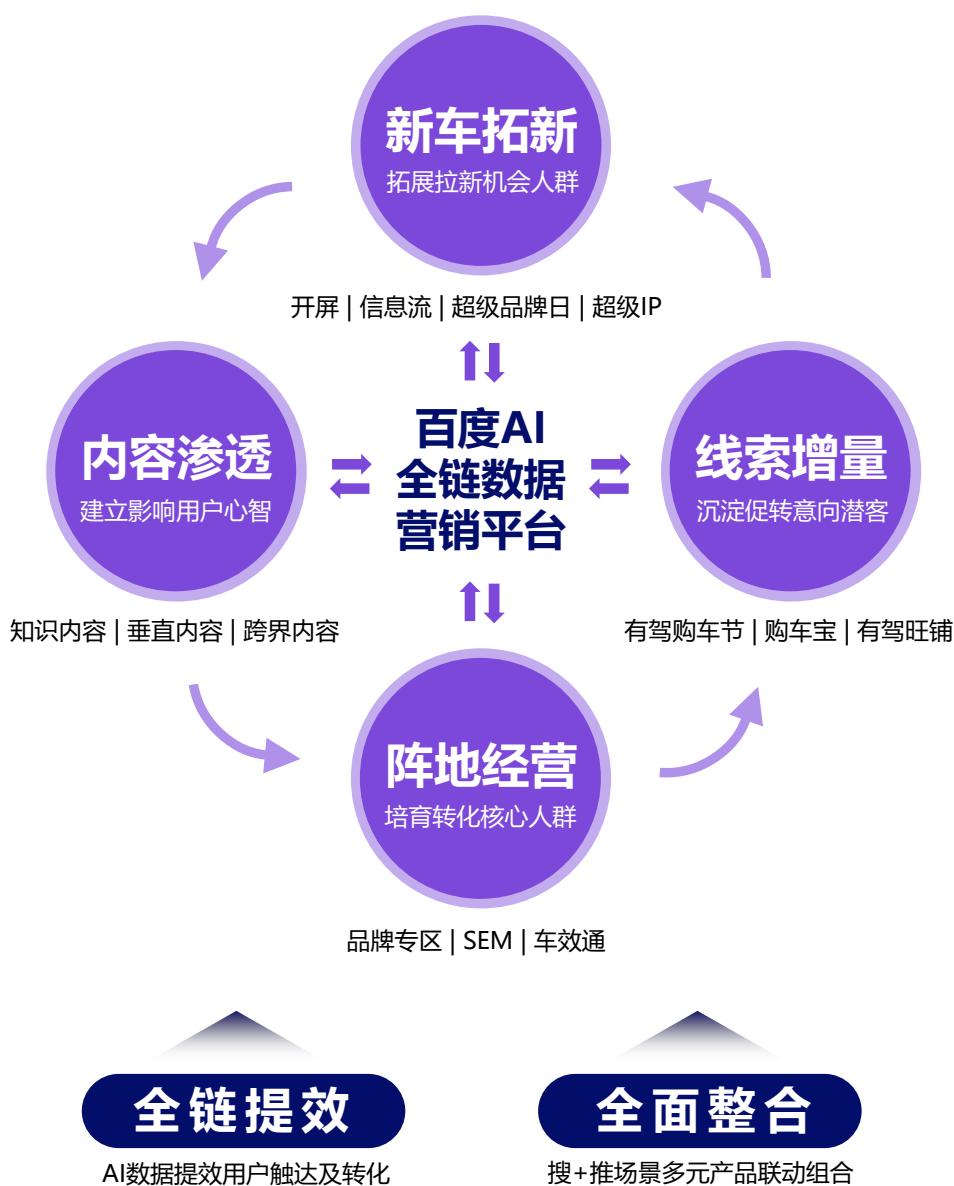 新车拓新
拓展拉新机会人群
开屏 | 信息流 | 超级品牌日 | 超级IP
内容渗透
建立影响用户心智
知识内容 | 垂直内容 | 跨界内容
百度AI
全链数据
营销平台
线索增量
沉淀促转意向潜客
有驾购车节 | 购车宝 | 有驾旺铺
阵地经营
培育转化核心人群
品牌专区 | SEM | 车效通
全链提效
AI数据提效用户触达及转化
全面整合
搜+推场景多元产品联动组合